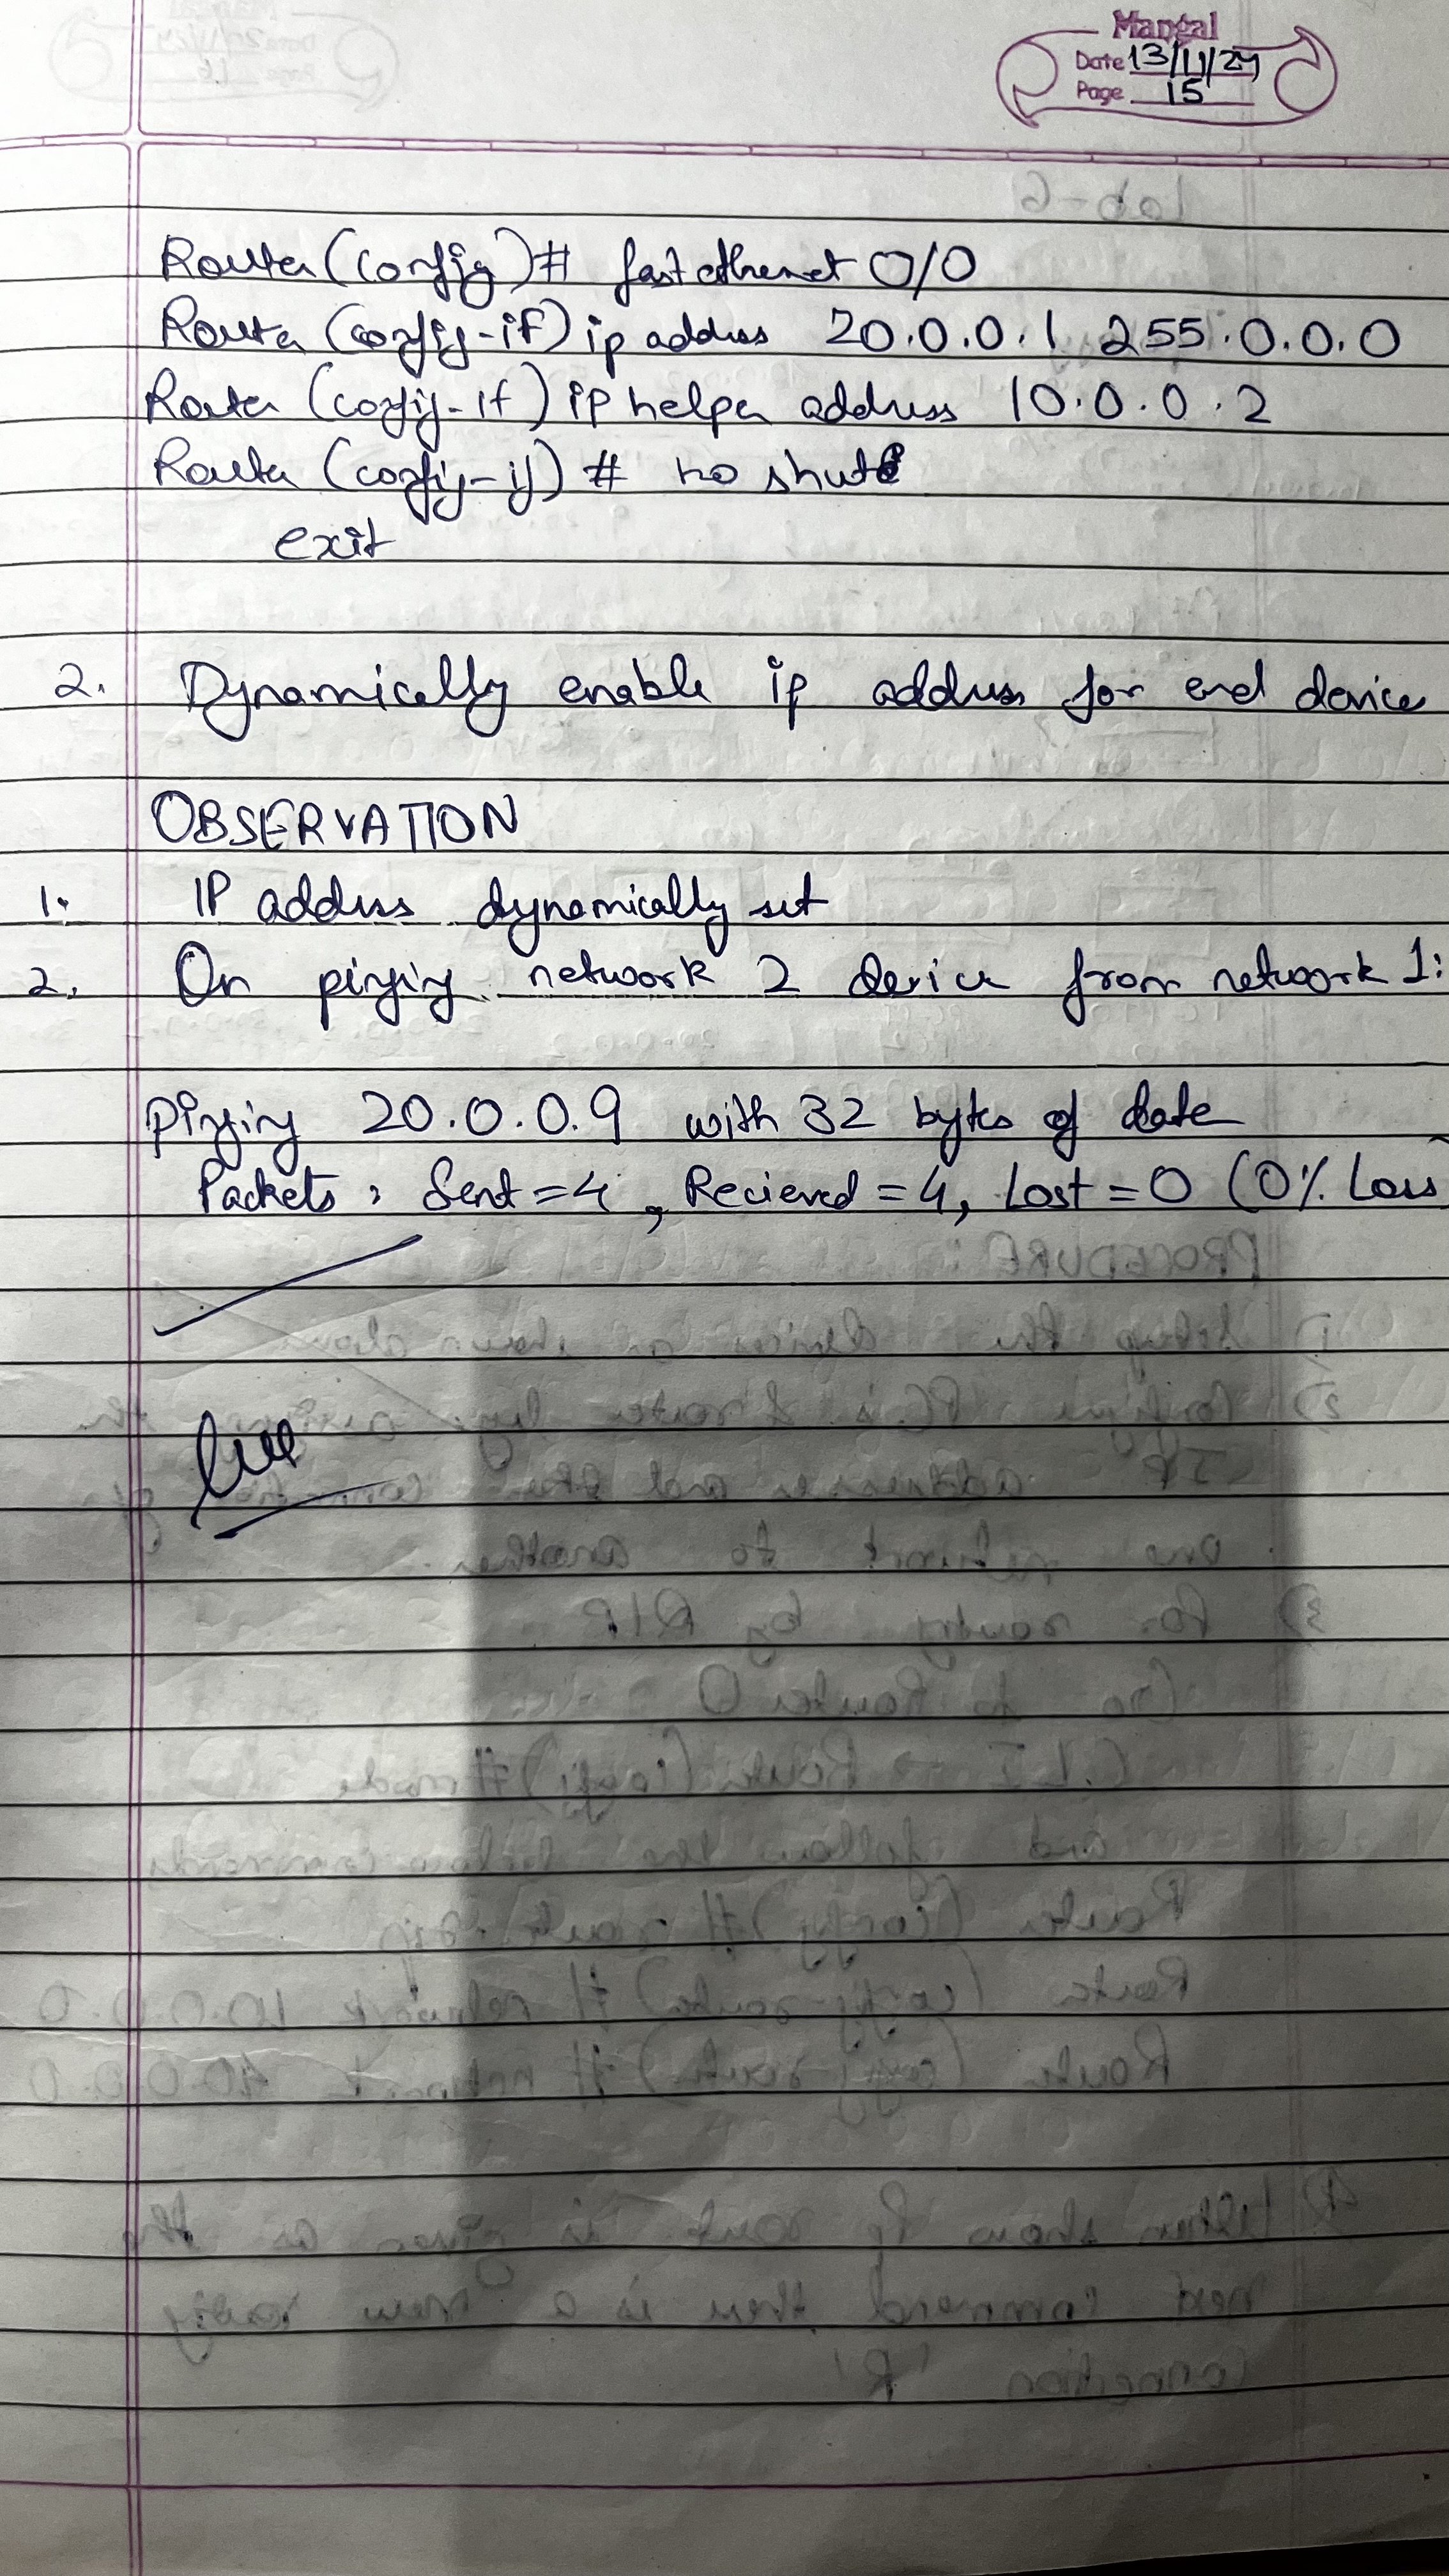 Mangal
Date 13/11/24
Page 15
Router (config)# fastethernet 0/0
Router (config-if) ip address 20.0.0.1 255.0.0.0
Router (config-if) ip helper address 10.0.0.2
Router (config-if) # no shut
exit
2. Dynamically enable ip address for end device
OBSERVATION
1. IP address dynamically set
2. On pinging network 2 device from network 1:
Pinging 20.0.0.9 with 32 bytes of data
Packets : Sent = 4, Recieved = 4, Lost = 0 (0% Loss